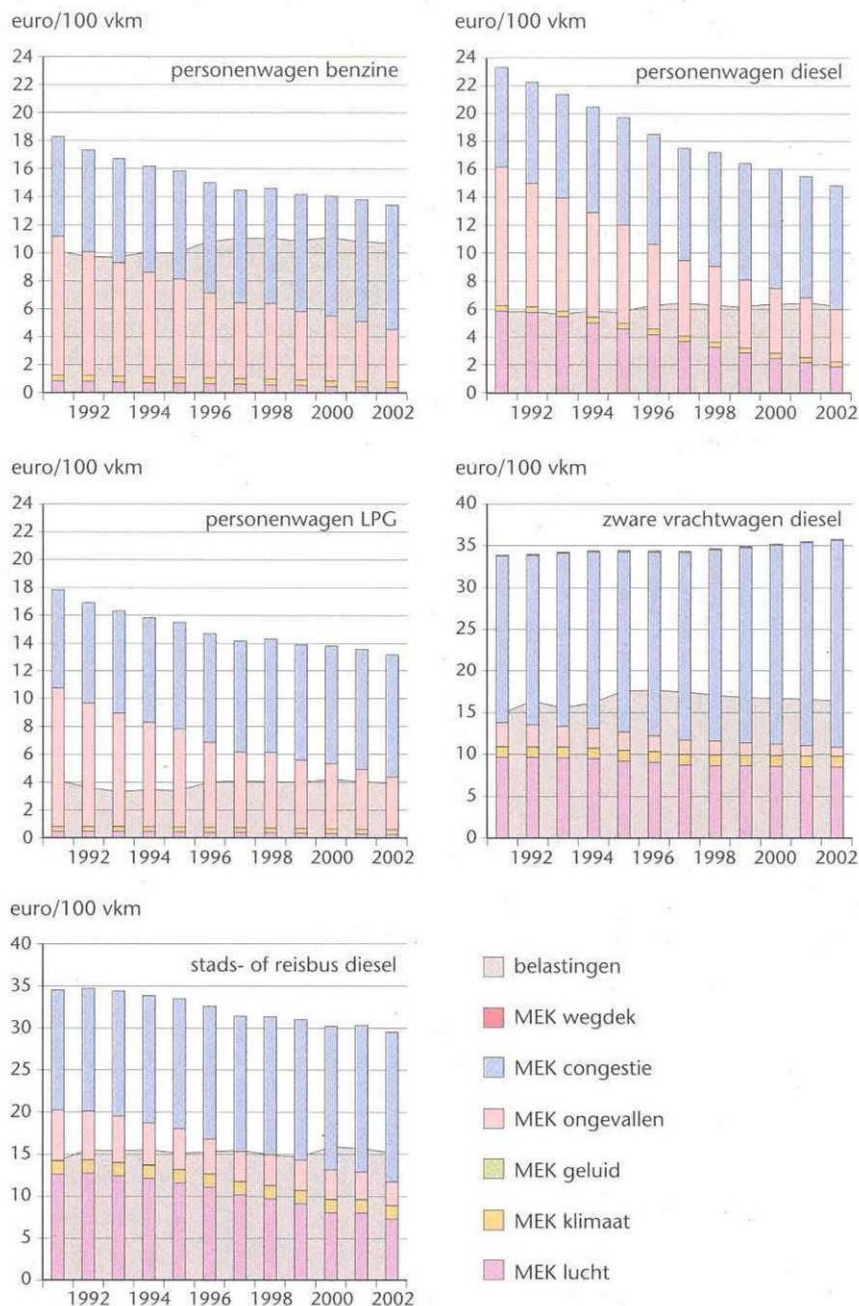 euro/100 vkm
personenwagen benzine
24
22
20
18
16
14
12
10
8
6
4
2
0
1992 1994 1996 1998 2000 2002
euro/100 vkm
personenwagen diesel
24
22
20
18
16
14
12
10
8
6
4
2
0
1992 1994 1996 1998 2000 2002
euro/100 vkm
personenwagen LPG
24
22
20
18
16
14
12
10
8
6
4
2
0
1992 1994 1996 1998 2000 2002
euro/100 vkm
zware vrachtwagen diesel
40
35
30
25
20
15
10
5
0
1992 1994 1996 1998 2000 2002
euro/100 vkm
stads- of reisbus diesel
40
35
30
25
20
15
10
5
0
1992 1994 1996 1998 2000 2002
belastingen
MEK wegdek
MEK congestie
MEK ongevallen
MEK geluid
MEK klimaat
MEK lucht